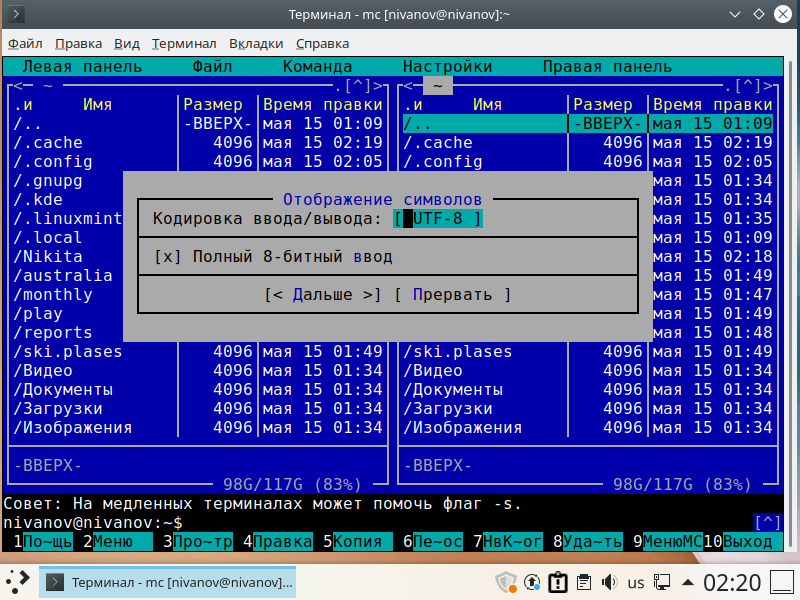 Терминал - mc [nivanov@nivanov]:~
Файл Правка Вид Терминал Вкладки Справка
Левая панель Файл Команда Настройки Правая панель
<─ ~ .[^]> <─ ~ .[^]>
.и Имя Размер Время правки .и Имя Размер Время правки
/.. -ВВЕРХ- мая 15 01:09 /.. -ВВЕРХ- мая 15 01:09
/.cache 4096 мая 15 02:19 /.cache 4096 мая 15 02:19
/.config 4096 мая 15 02:05 /.config 4096 мая 15 02:05
/.gnupg мая 15 01:34
/.kde Отображение символов мая 15 01:34
/.linuxmint Кодировка ввода/вывода: [ UTF-8 ] мая 15 01:35
/.local мая 15 01:09
/Nikita [x] Полный 8-битный ввод мая 15 02:18
/australia мая 15 01:49
/monthly [< Дальше >] [ Прервать ] мая 15 01:47
/play мая 15 01:49
/reports мая 15 01:48
/ski.plases 4096 мая 15 01:49 /ski.plases 4096 мая 15 01:49
/Видео 4096 мая 15 01:34 /Видео 4096 мая 15 01:34
/Документы 4096 мая 15 01:34 /Документы 4096 мая 15 01:34
/Загрузки 4096 мая 15 01:34 /Загрузки 4096 мая 15 01:34
/Изображения 4096 мая 15 01:34 /Изображения 4096 мая 15 01:34
-ВВЕРХ- -ВВЕРХ-
98G/117G (83%) 98G/117G (83%)
Совет: На медленных терминалах может помочь флаг -s.
nivanov@nivanov:~$ [^]
1По~щь 2Меню 3Про~тр 4Правка 5Копия 6Пе~ос 7НвК~ог 8Уда~ть 9МенюMC 10Выход
Терминал - mc [nivanov@nivanov]... us 02:20